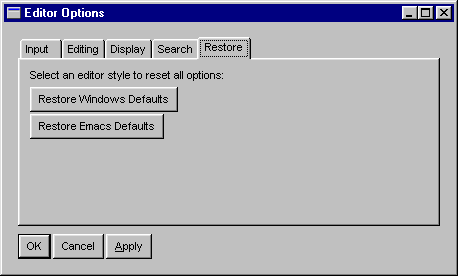 Editor Options
Input Editing Display Search Restore
Select an editor style to reset all options:
Restore Windows Defaults
Restore Emacs Defaults
OK Cancel Apply